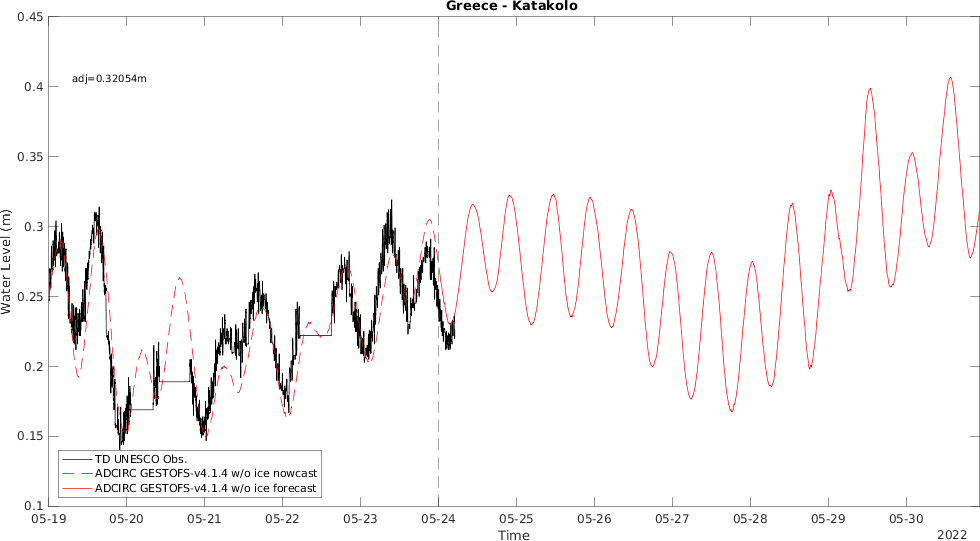 Greece - Katakolo
0.45
0.4
0.35
0.3
0.25
0.2
0.15
0.1
Water Level (m)
adj=0.32054m
TD UNESCO Obs.
ADCIRC GESTOFS-v4.1.4 w/o ice nowcast
ADCIRC GESTOFS-v4.1.4 w/o ice forecast
05-19 05-20 05-21 05-22 05-23 05-24 05-25 05-26 05-27 05-28 05-29 05-30
Time
2022